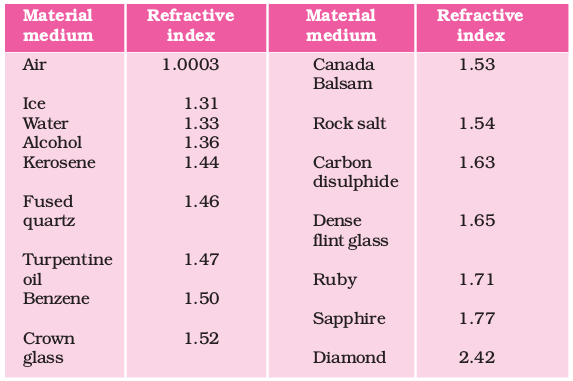 Material medium Refractive index Material medium Refractive index
Air 1.0003 Canada Balsam 1.53
Ice 1.31
Water 1.33 Rock salt 1.54
Alcohol 1.36
Kerosene 1.44 Carbon disulphide 1.63
Fused quartz 1.46
Dense flint glass 1.65
Turpentine oil 1.47
Ruby 1.71
Benzene 1.50
Sapphire 1.77
Crown glass 1.52
Diamond 2.42